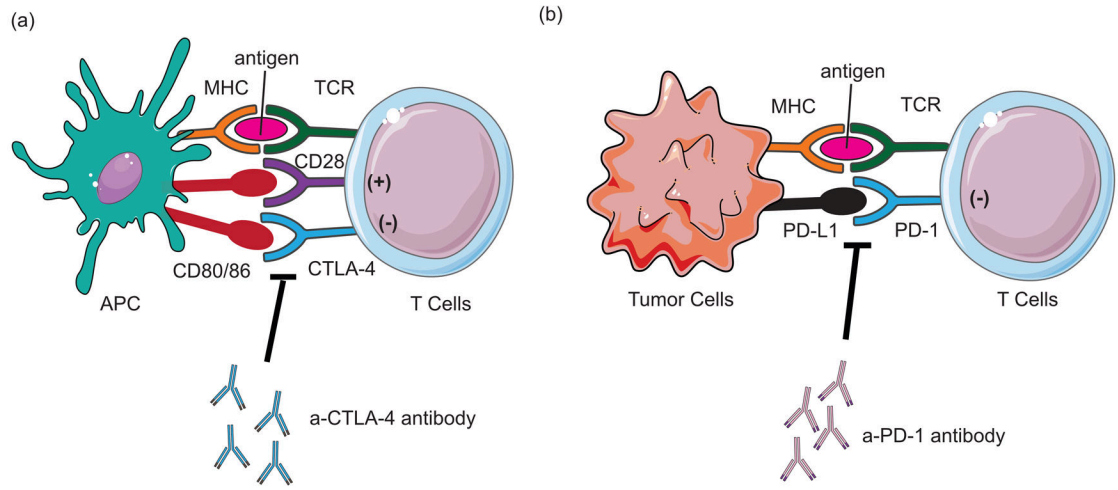 (a)
antigen
MHC
TCR
CD28
(+)
(-)
CD80/86
CTLA-4
APC
T Cells
a-CTLA-4 antibody
(b)
antigen
MHC
TCR
(-)
PD-L1
PD-1
Tumor Cells
T Cells
a-PD-1 antibody